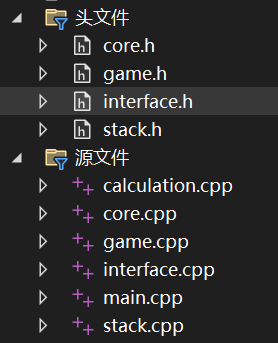 头文件
core.h
game.h
interface.h
stack.h
源文件
calculation.cpp
core.cpp
game.cpp
interface.cpp
main.cpp
stack.cpp